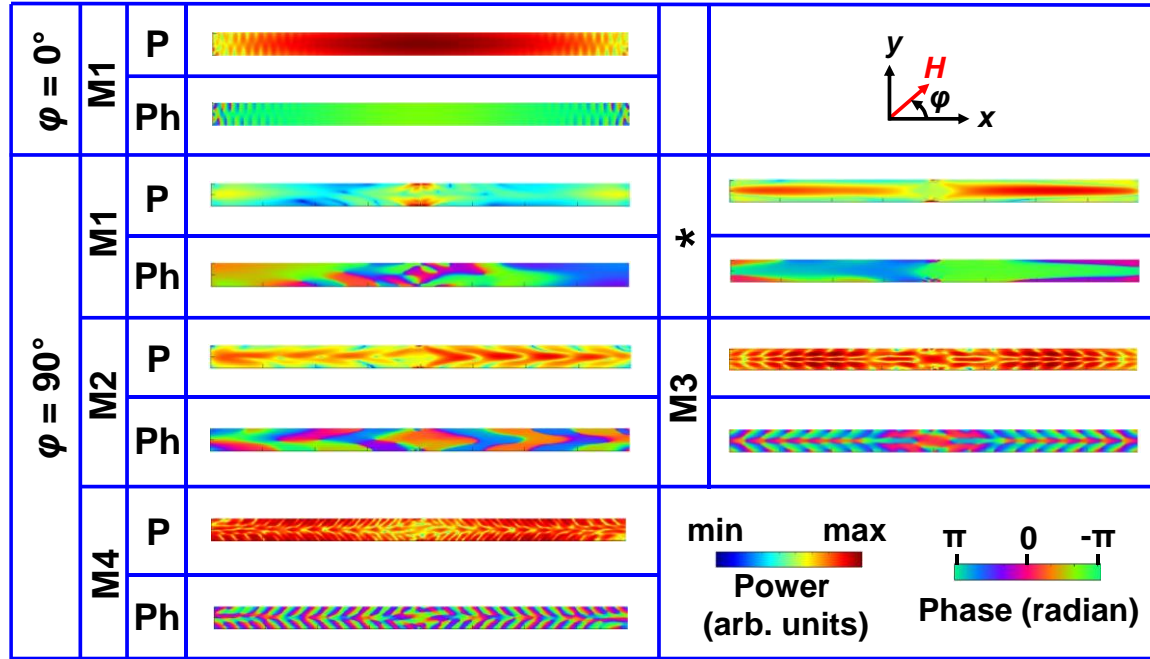 φ = 0°
M1
P
Ph
y
H
φ
x
φ = 90°
M1
P
Ph
*
M2
P
Ph
M3
M4
P
Ph
min max
Power
(arb. units)
π 0 -π
Phase (radian)